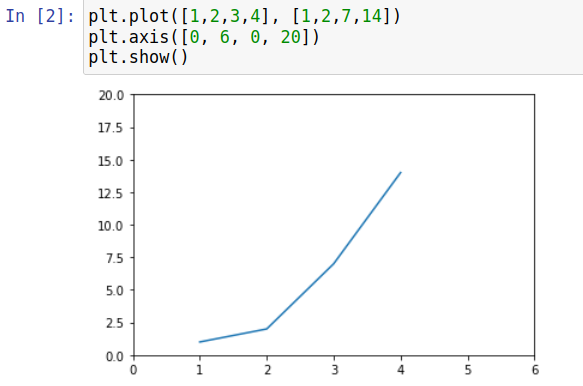 In [2]: plt.plot([1,2,3,4], [1,2,7,14])
plt.axis([0, 6, 0, 20])
plt.show()
20.0
17.5
15.0
12.5
10.0
7.5
5.0
2.5
0.0
0 1 2 3 4 5 6